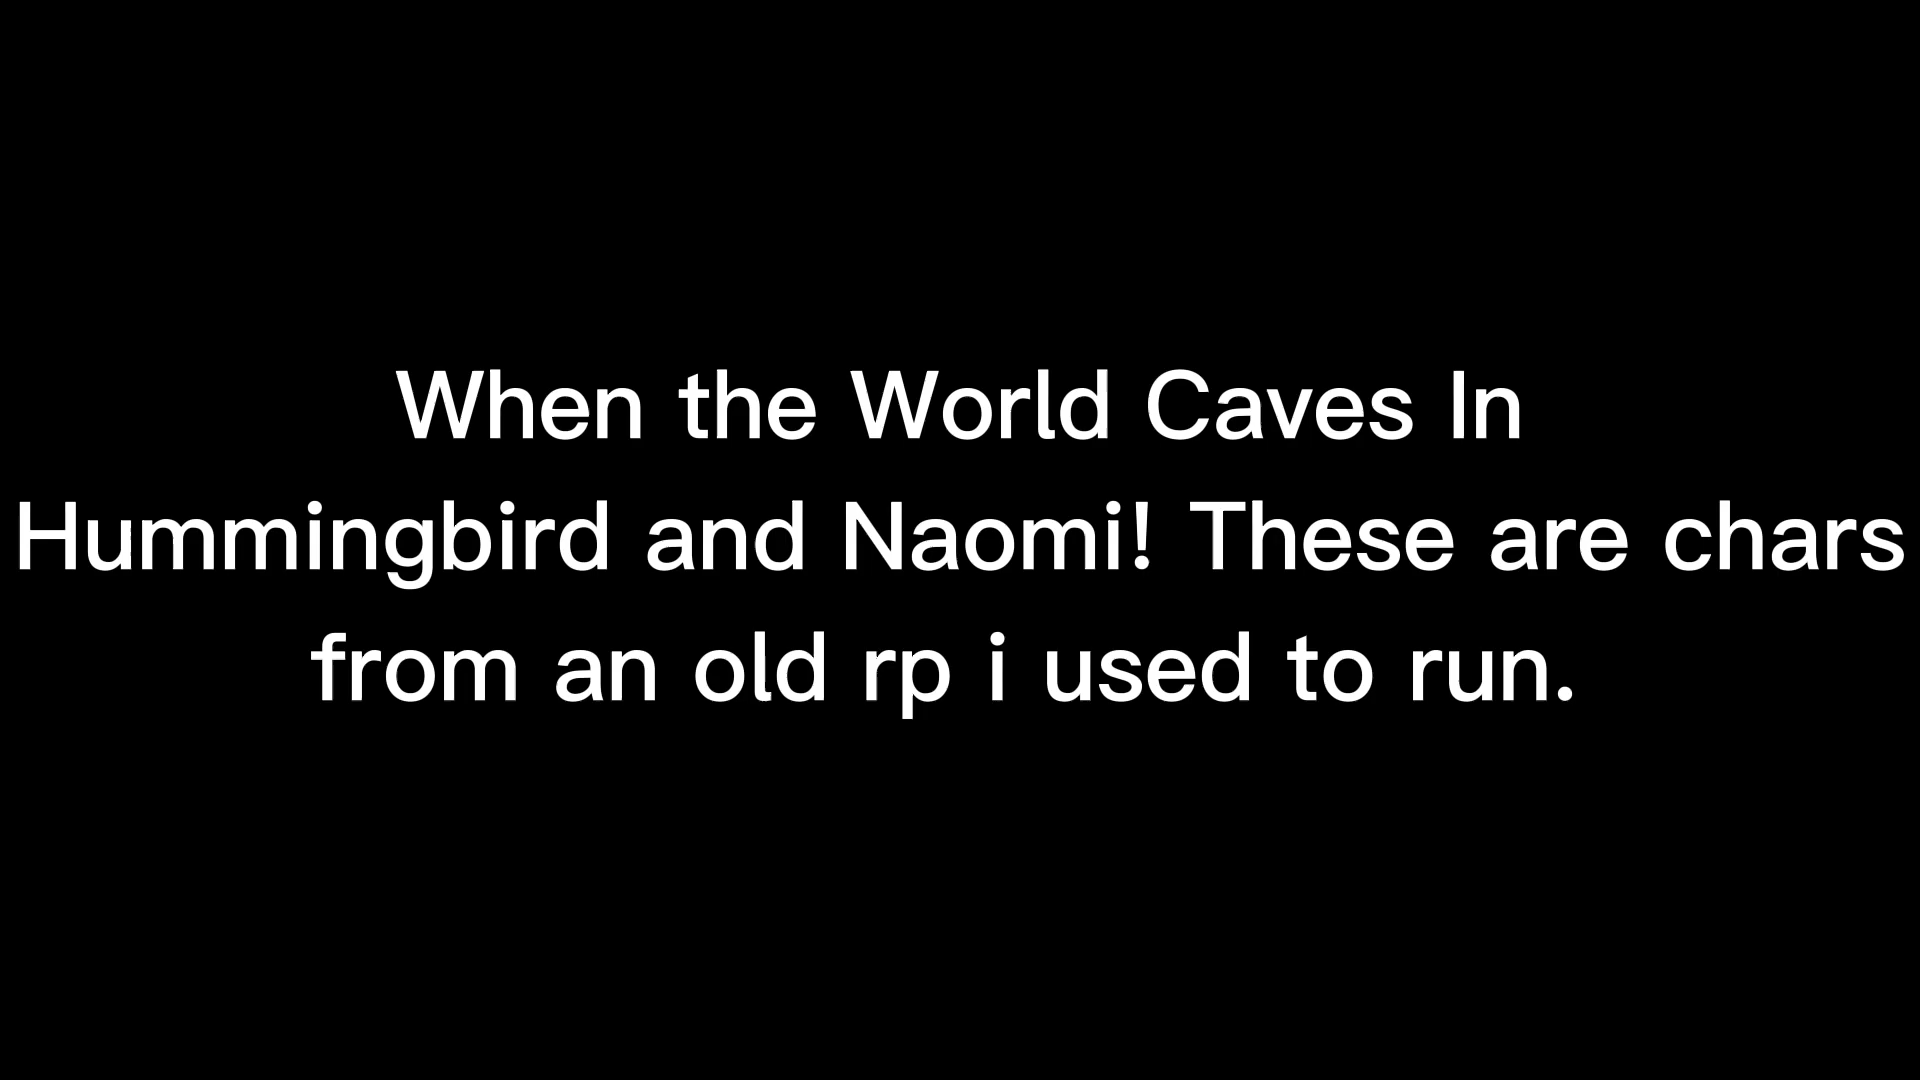 When the World Caves In
Hummingbird and Naomi! These are chars
from an old rp i used to run.